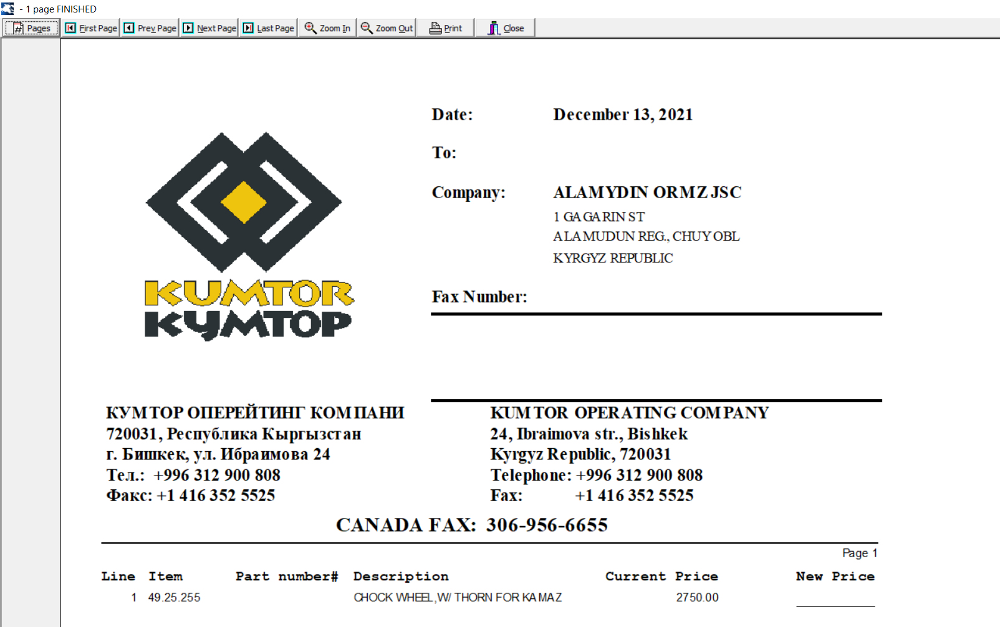 - 1 page FINISHED
Pages First Page Prev Page Next Page Last Page Zoom In Zoom Out Print Close
Date: December 13, 2021
To:
Company: ALAMYDIN ORMZ JSC
1 GAGARIN ST
ALAMUDUN REG., CHUY OBL
KYRGYZ REPUBLIC
Fax Number:
KUMTOR
КУМТОР
КУМТОР ОПЕРЕЙТИНГ КОМПАНИ
720031, Республика Кыргызстан
г. Бишкек, ул. Ибраимова 24
Тел.: +996 312 900 808
Факс: +1 416 352 5525
KUMTOR OPERATING COMPANY
24, Ibraimova str., Bishkek
Kyrgyz Republic, 720031
Telephone: +996 312 900 808
Fax: +1 416 352 5525
CANADA FAX: 306-956-6655
Page 1
Line Item Part number# Description Current Price New Price
1 49.25.255 CHOCK WHEEL,W/ THORN FOR KAMAZ 2750.00